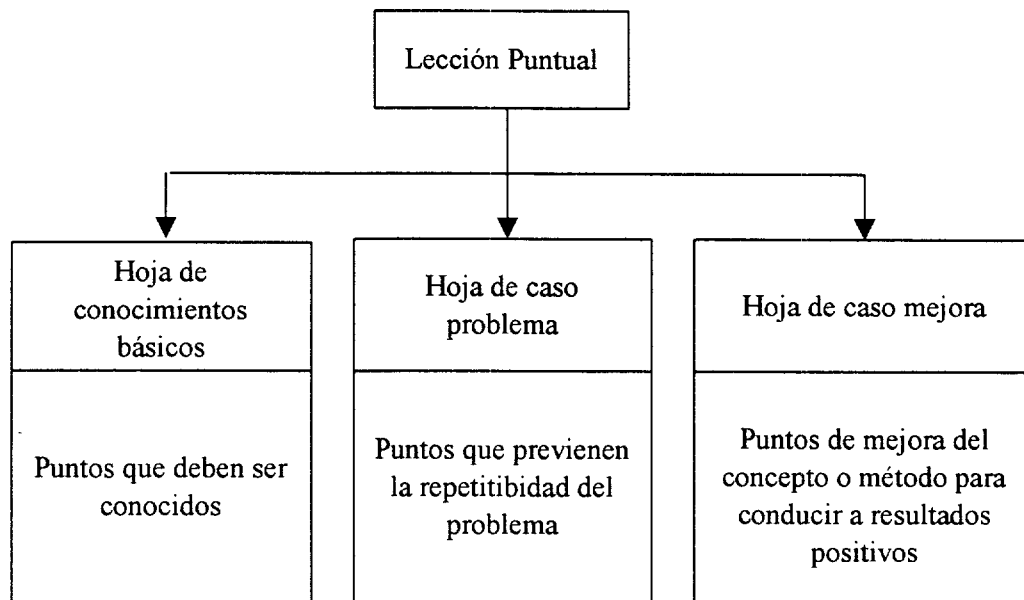 Lección Puntual
Hoja de
conocimientos
básicos
Hoja de caso
problema
Hoja de caso mejora
Puntos que deben ser
conocidos
Puntos que previenen
la repetitibidad del
problema
Puntos de mejora del
concepto o método para
conducir a resultados
positivos